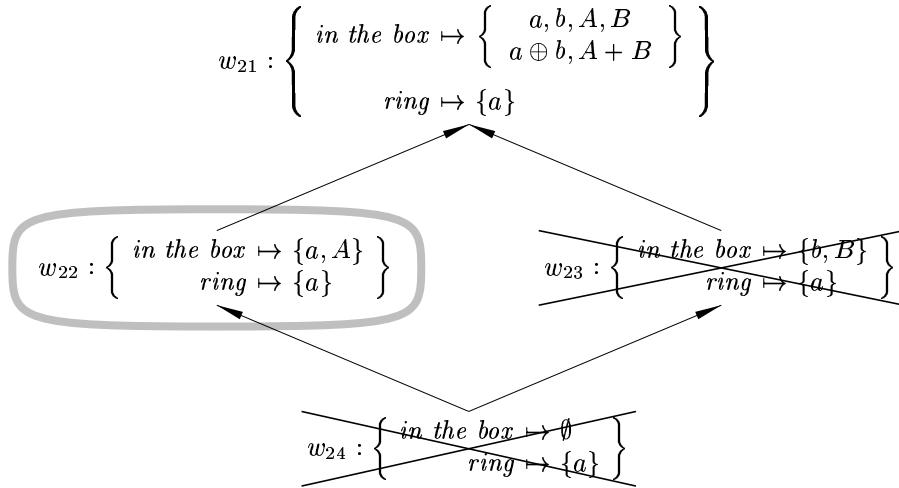 a, b, A, B
w₂₁ : { in the box ↦ { a ⊕ b, A + B } }
ring ↦ {a}
w₂₂ : { in the box ↦ {a, A}
ring ↦ {a} }
w₂₃ : { in the box ↦ {b, B}
ring ↦ {a} }
w₂₄ : { in the box ↦ ∅
ring ↦ {a} }